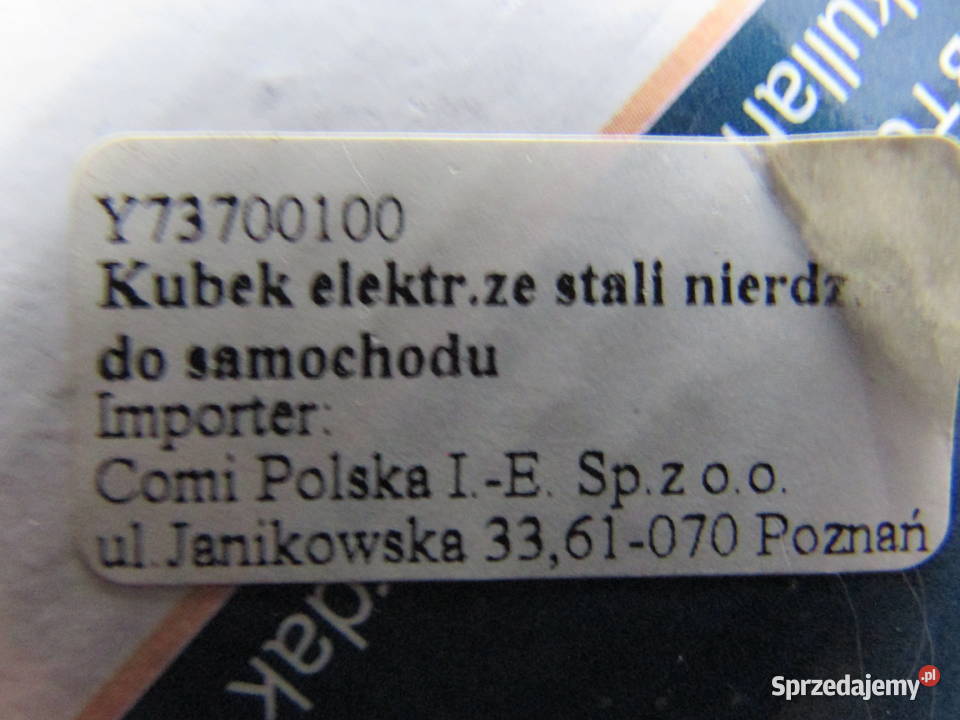 Y73700100
Kubek elektr.ze stali nierdz.
do samochodu
Importer:
Comi Polska I.-E. Sp.z o.o.
ul.Janikowska 33,61-070 Poznań
Sprzedajemy.pl